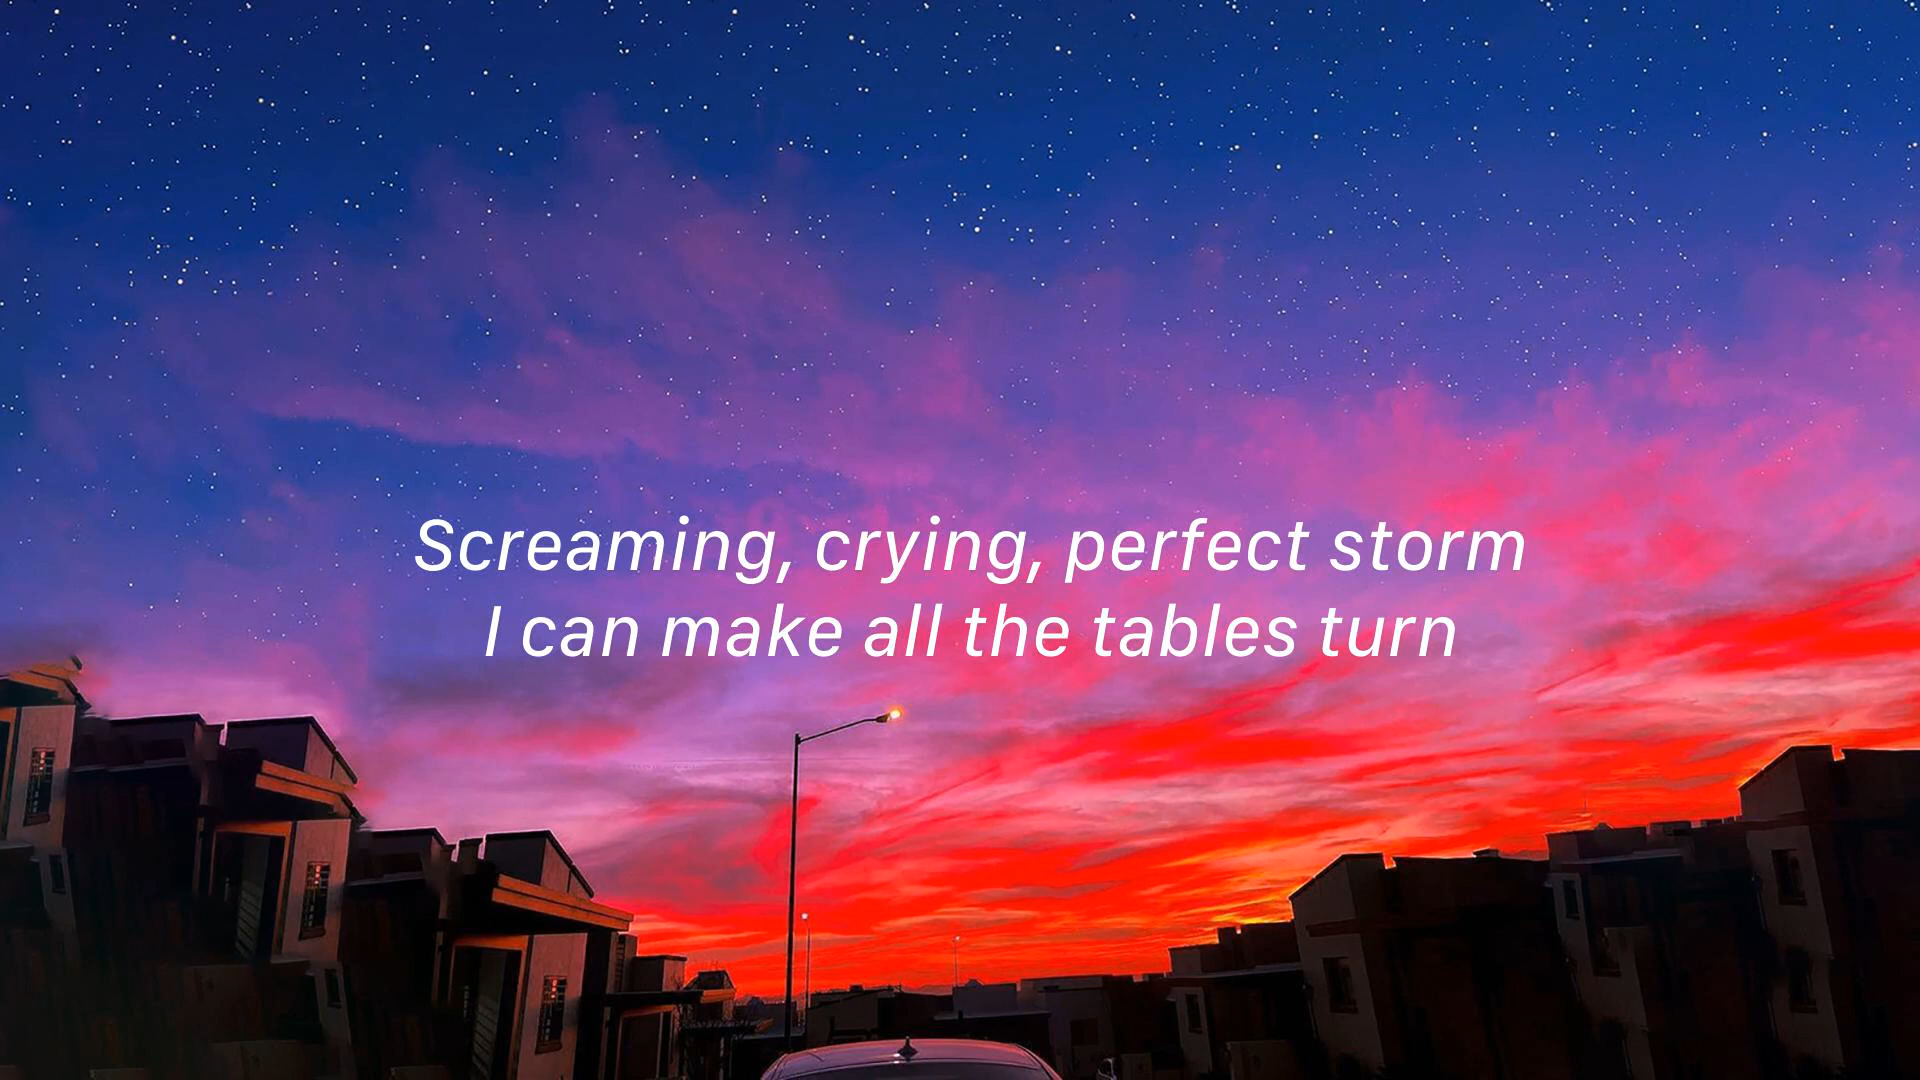 Screaming, crying, perfect storm
I can make all the tables turn